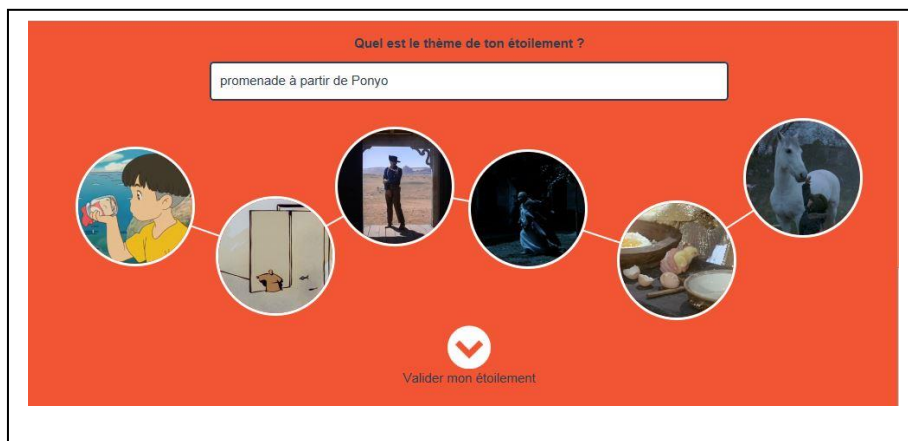 Quel est le thème de ton étoilement ?
promenade à partir de Ponyo
Valider mon étoilement